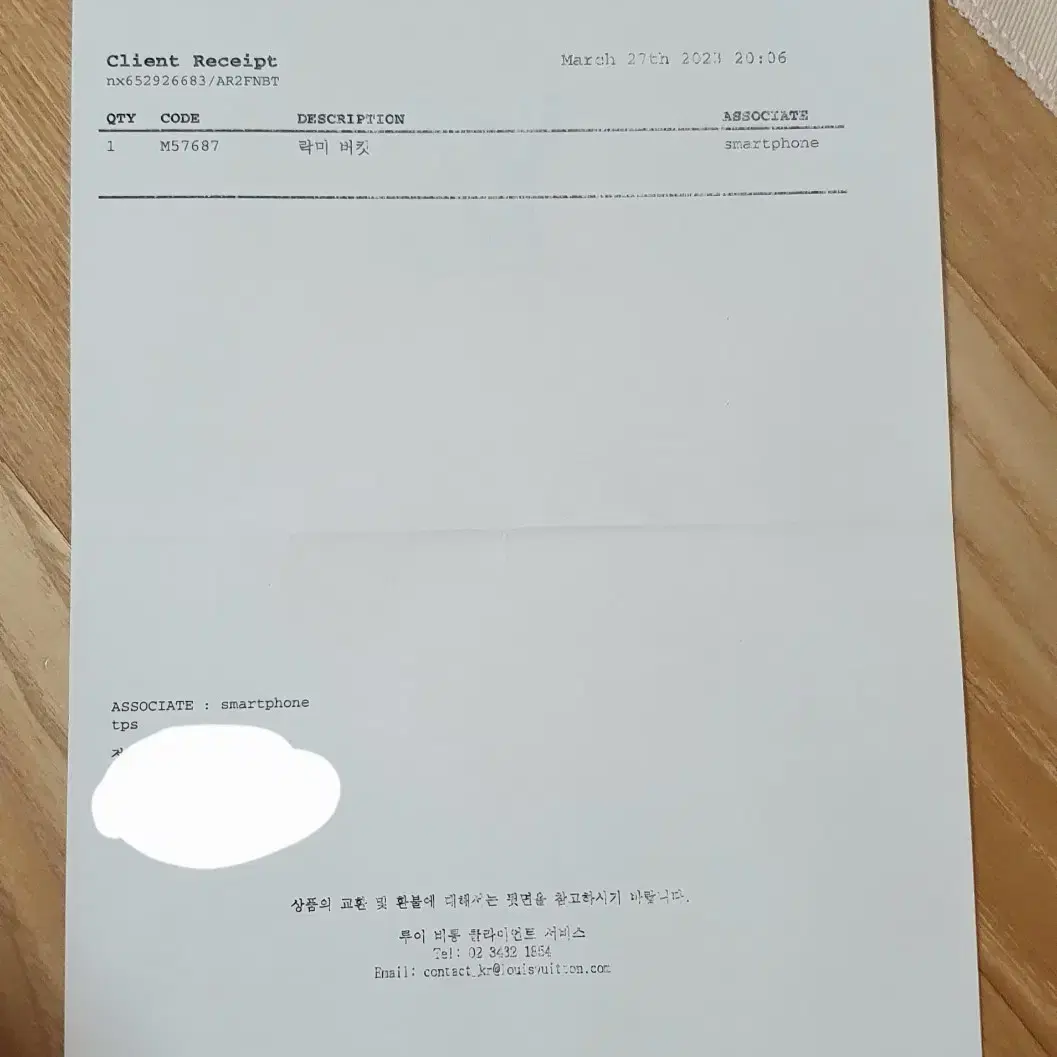 Client Receipt
March 27th 2023 20:06
nx652926683/AR2FNBT
QTY CODE DESCRIPTION ASSOCIATE
1 M57687 락미 버킷 smartphone
ASSOCIATE : smartphone
tps
상품의 교환 및 환불에 대해서는 뒷면을 참고하시기 바랍니다.
루이 비통 클라이언트 서비스
Tel: 02 3432 1854
Email: contact_kr@louisvuitton.com